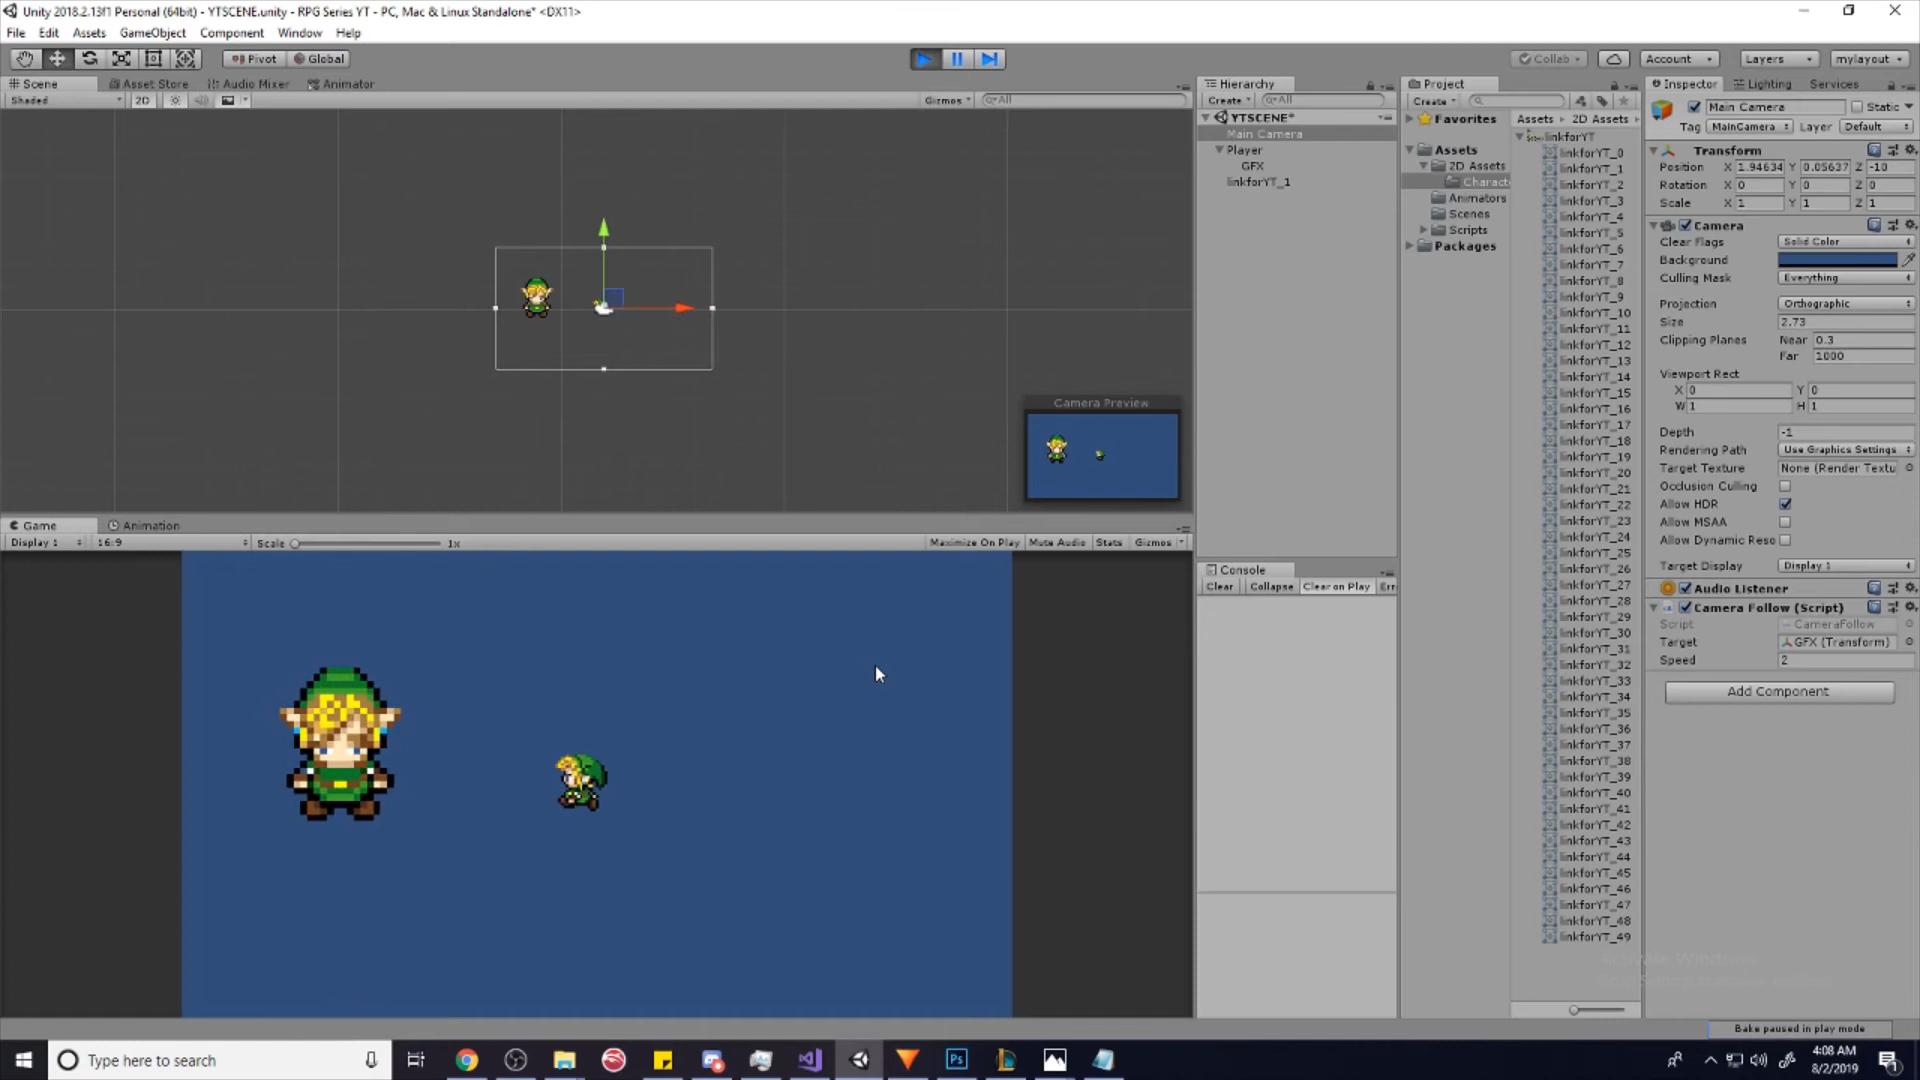 Unity 2018.2.13f1 Personal (64bit) - YTSCENE.unity - RPG Series YT - PC, Mac & Linux Standalone* <DX11>
File Edit Assets GameObject Component Window Help
Pivot Global Collab Account Layers mylayout
Scene Asset Store Audio Mixer Animator
Shaded 2D Gizmos All
Camera Preview
Game Animation
Display 1 16:9 Scale 1x Maximize On Play Mute Audio Stats Gizmos
Hierarchy
Create All
YTSCENE*
Main Camera
Player
GFX
linkforYT_1
Console
Clear Collapse Clear on Play Err
Project
Create
Favorites
Assets
2D Assets
Charact
Animators
Scenes
Scripts
Packages
Assets 2D Assets
linkforYT
linkforYT_0
linkforYT_1
linkforYT_2
linkforYT_3
linkforYT_4
linkforYT_5
linkforYT_6
linkforYT_7
linkforYT_8
linkforYT_9
linkforYT_10
linkforYT_11
linkforYT_12
linkforYT_13
linkforYT_14
linkforYT_15
linkforYT_16
linkforYT_17
linkforYT_18
linkforYT_19
linkforYT_20
linkforYT_21
linkforYT_22
linkforYT_23
linkforYT_24
linkforYT_25
linkforYT_26
linkforYT_27
linkforYT_28
linkforYT_29
linkforYT_30
linkforYT_31
linkforYT_32
linkforYT_33
linkforYT_34
linkforYT_35
linkforYT_36
linkforYT_37
linkforYT_38
linkforYT_39
linkforYT_40
linkforYT_41
linkforYT_42
linkforYT_43
linkforYT_44
linkforYT_45
linkforYT_46
linkforYT_47
linkforYT_48
linkforYT_49
Inspector Lighting Services
Main Camera Static
Tag MainCamera Layer Default
Transform
Position X 1.94634 Y 0.05637 Z -10
Rotation X 0 Y 0 Z 0
Scale X 1 Y 1 Z 1
Camera
Clear Flags Solid Color
Background
Culling Mask Everything
Projection Orthographic
Size 2.73
Clipping Planes Near 0.3
Far 1000
Viewport Rect
X 0 Y 0
W 1 H 1
Depth -1
Rendering Path Use Graphics Settings
Target Texture None (Render Textu
Occlusion Culling
Allow HDR
Allow MSAA
Allow Dynamic Reso
Target Display Display 1
Audio Listener
Camera Follow (Script)
Script CameraFollow
Target GFX (Transform)
Speed 2
Add Component
Activate Windows
Bake paused in play mode
Type here to search
Ps
4:08 AM
8/2/2019
1